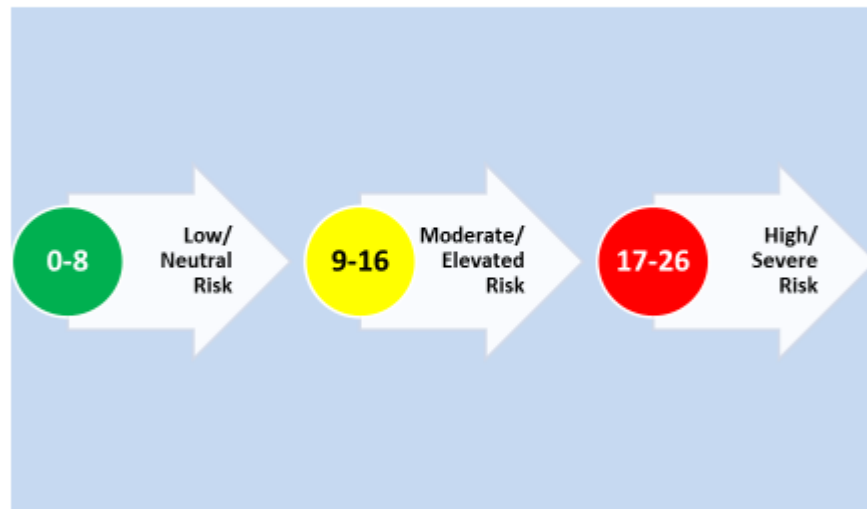 0-8
Low/
Neutral
Risk
9-16
Moderate/
Elevated
Risk
17-26
High/
Severe
Risk